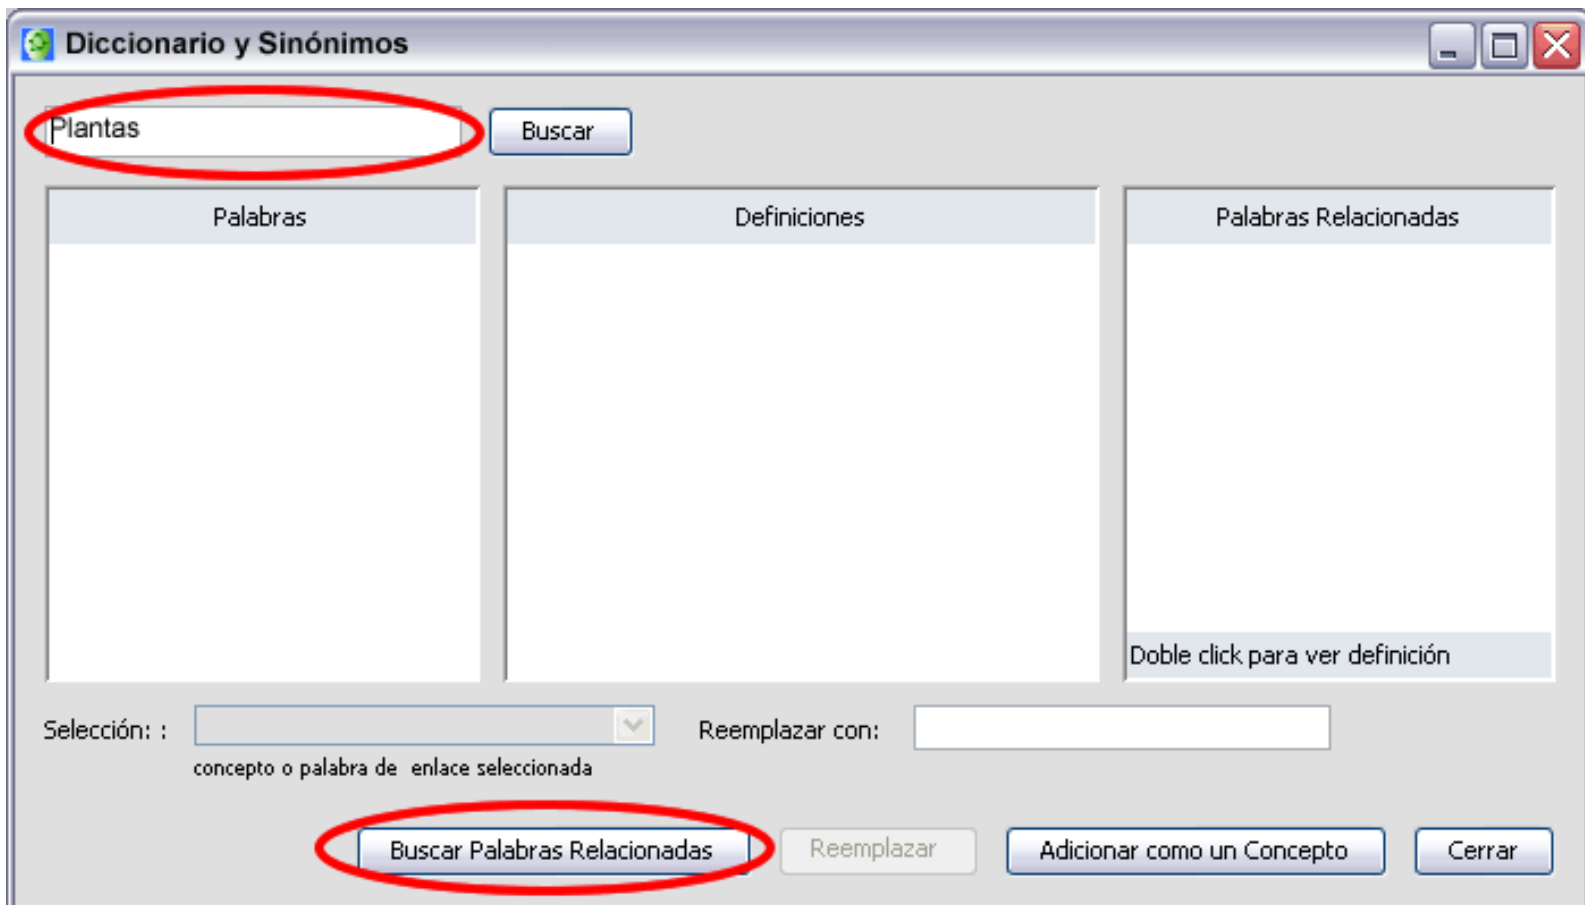 Diccionario y Sinónimos
Plantas
Buscar
Palabras
Definiciones
Palabras Relacionadas
Doble click para ver definición
Selección: :
Reemplazar con:
concepto o palabra de enlace seleccionada
Buscar Palabras Relacionadas
Reemplazar
Adicionar como un Concepto
Cerrar